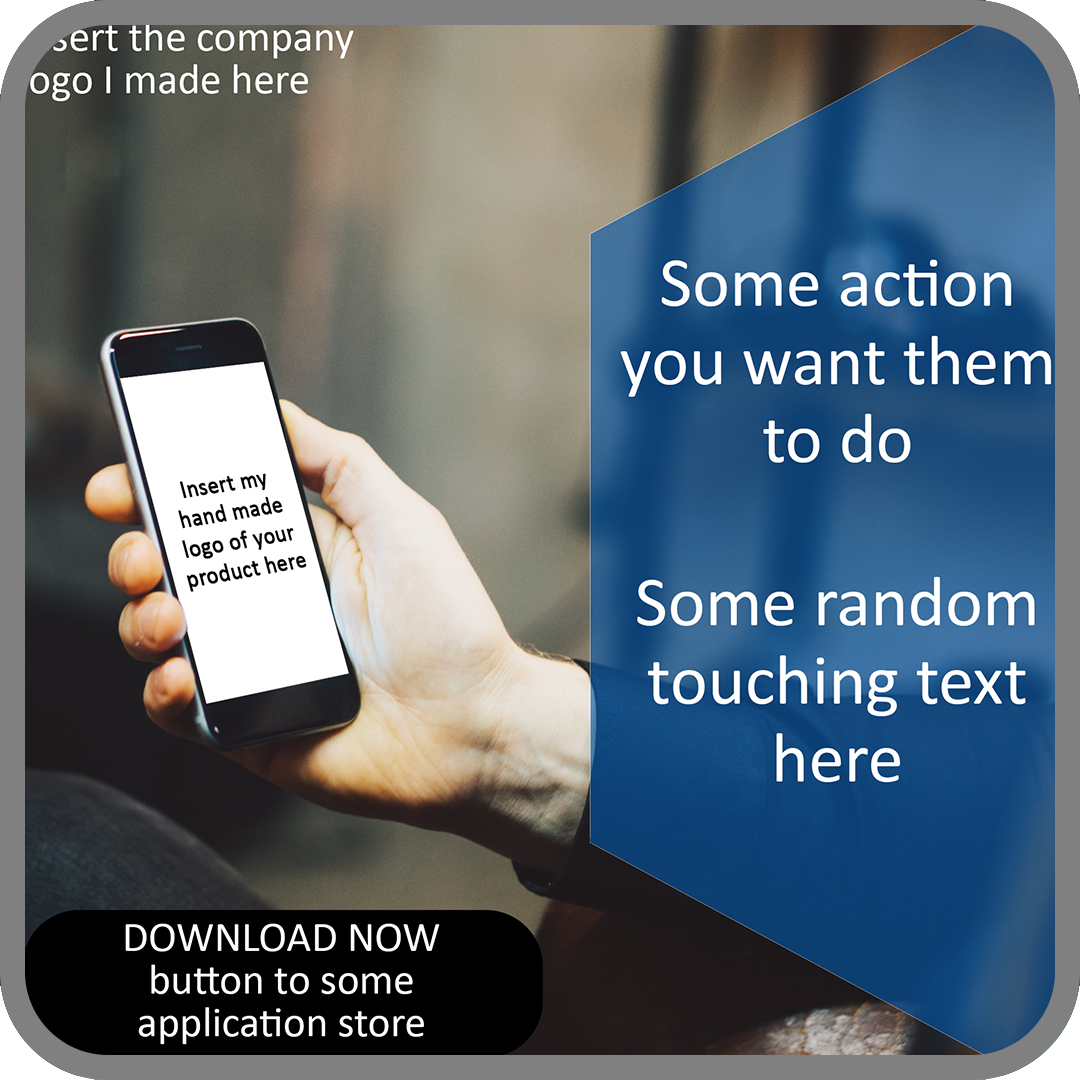 sert the company
ogo I made here
Some action
you want them
to do
Some random
touching text
here
Insert my
hand made
logo of your
product here
DOWNLOAD NOW
button to some
application store